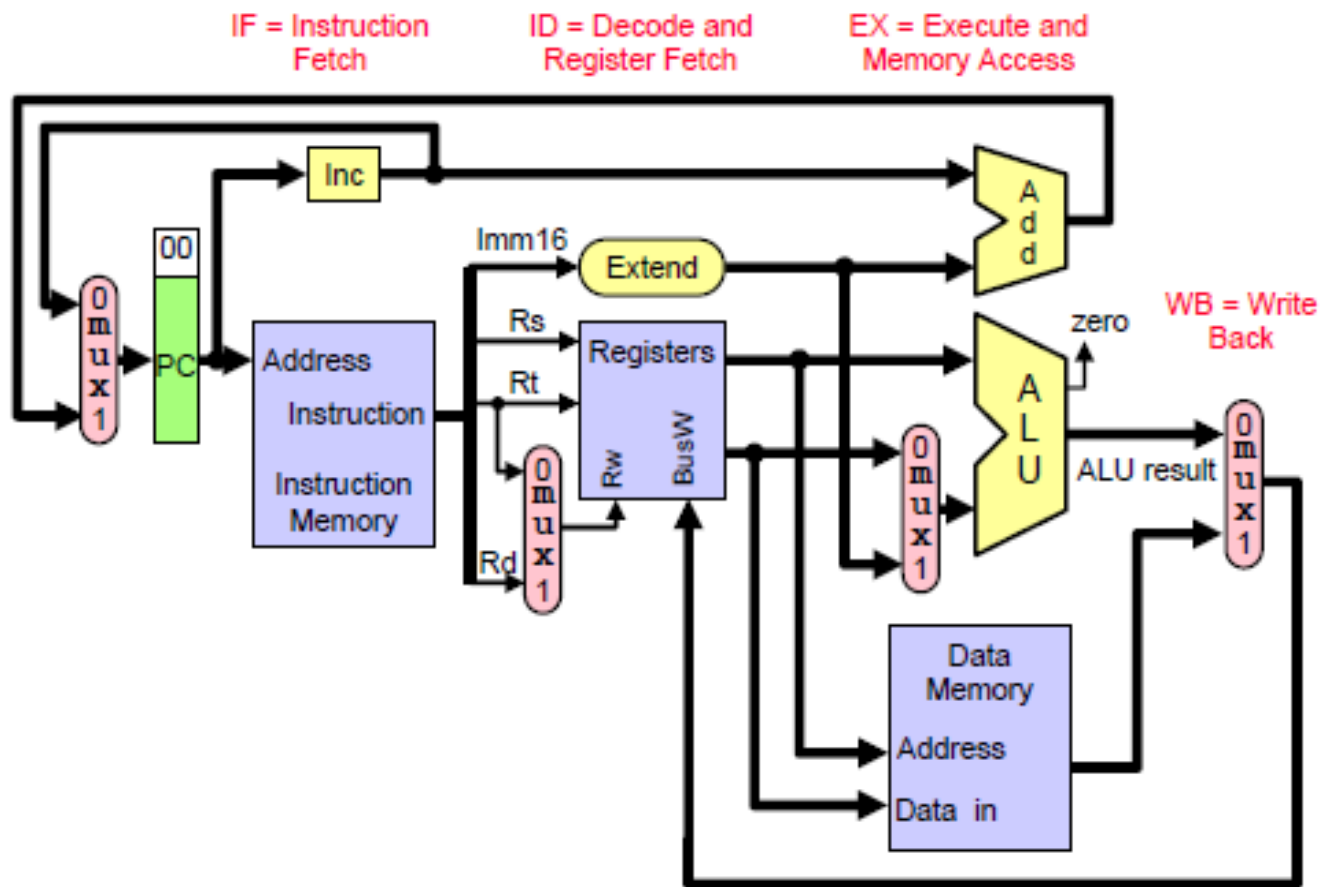 IF = Instruction
Fetch
ID = Decode and
Register Fetch
EX = Execute and
Memory Access
WB = Write
Back
Inc
00
PC
0
m
u
x
1
Address
Instruction
Instruction
Memory
Imm16
Extend
Rs
Rt
Rd
Registers
Rw
BusW
0
m
u
x
1
A
d
d
zero
A
L
U
ALU result
0
m
u
x
1
0
m
u
x
1
Data
Memory
Address
Data in